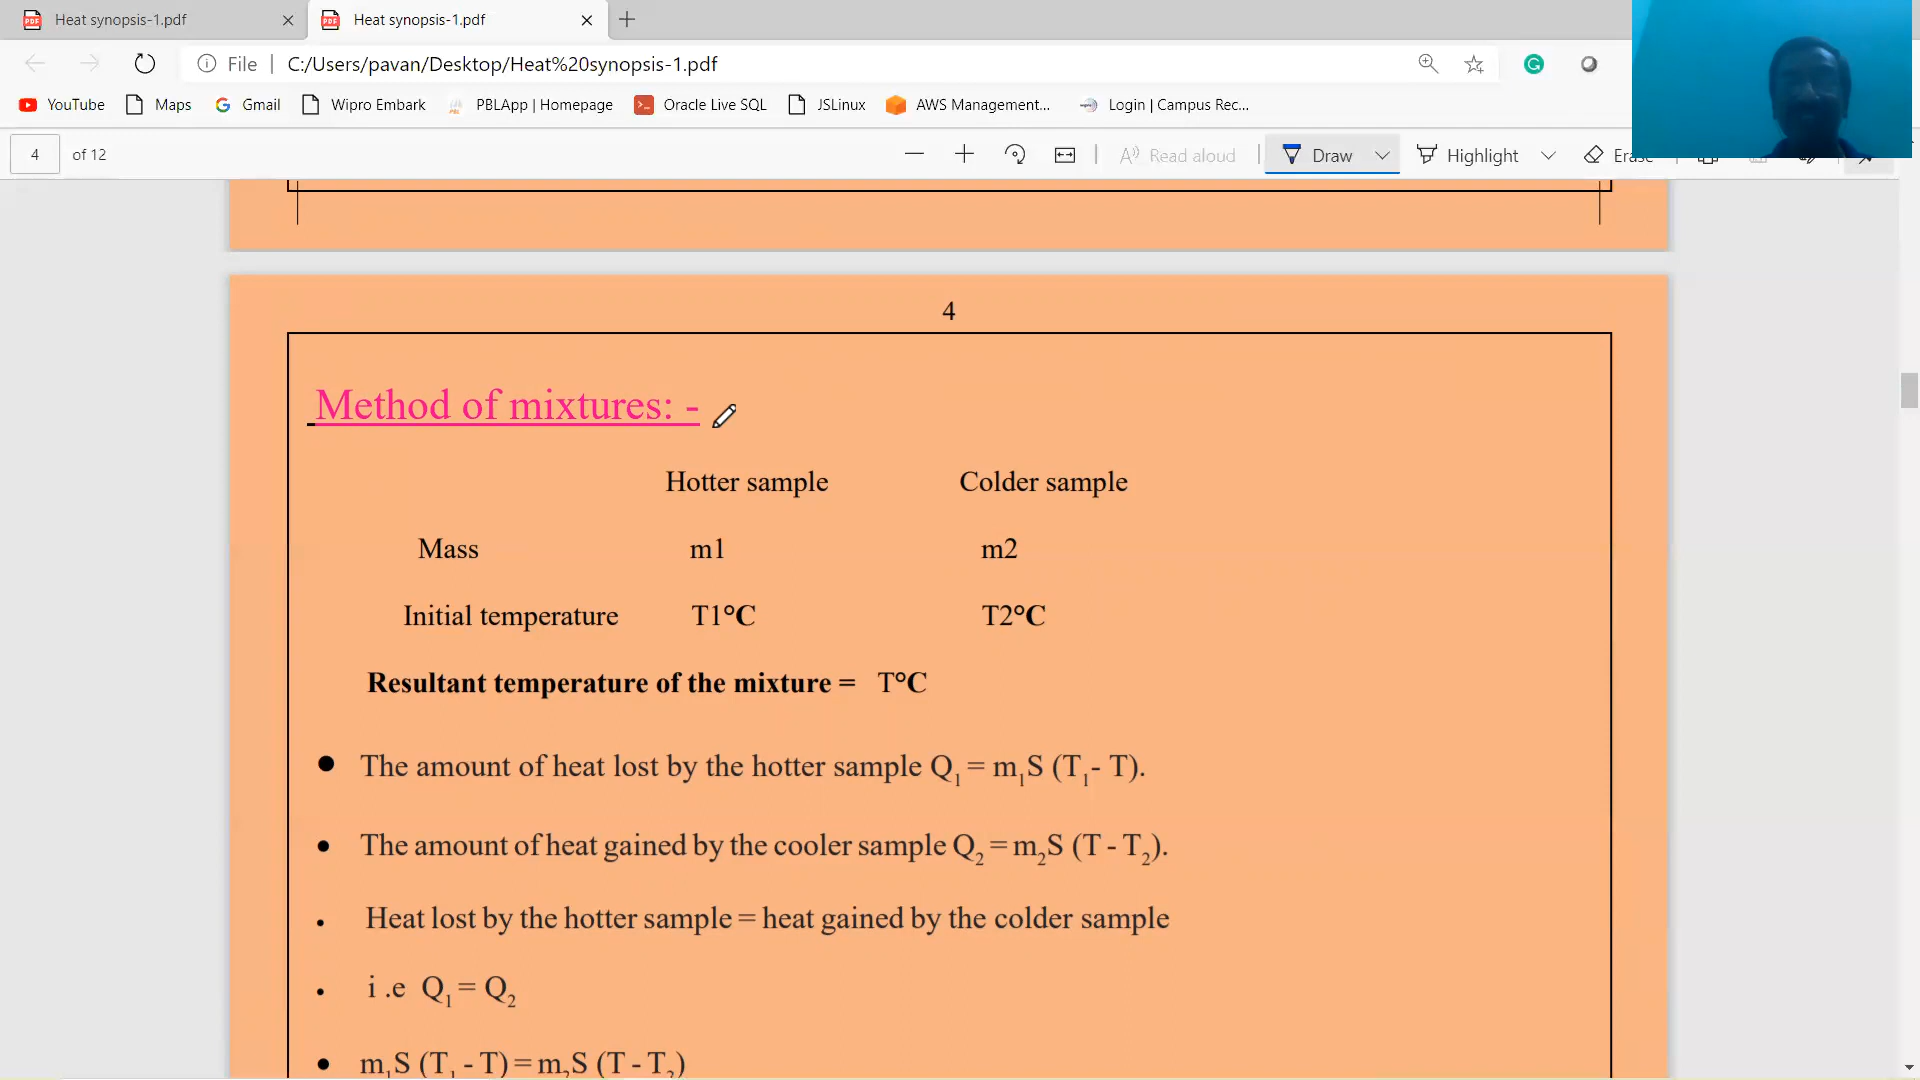 Heat synopsis-1.pdf
Heat synopsis-1.pdf
File
C:/Users/pavan/Desktop/Heat%20synopsis-1.pdf
YouTube Maps Gmail Wipro Embark PBLApp | Homepage Oracle Live SQL JSLinux AWS Management... Login | Campus Rec...
4 of 12 Read aloud Draw Highlight
4
Method of mixtures: -
Hotter sample Colder sample
Mass m1 m2
Initial temperature T1°C T2°C
Resultant temperature of the mixture = T°C
• The amount of heat lost by the hotter sample Q₁ = m₁S (T₁- T).
• The amount of heat gained by the cooler sample Q₂ = m₂S (T - T₂).
• Heat lost by the hotter sample = heat gained by the colder sample
• i .e Q₁ = Q₂
• m₁S (T₁ - T) = m₂S (T - T₂)